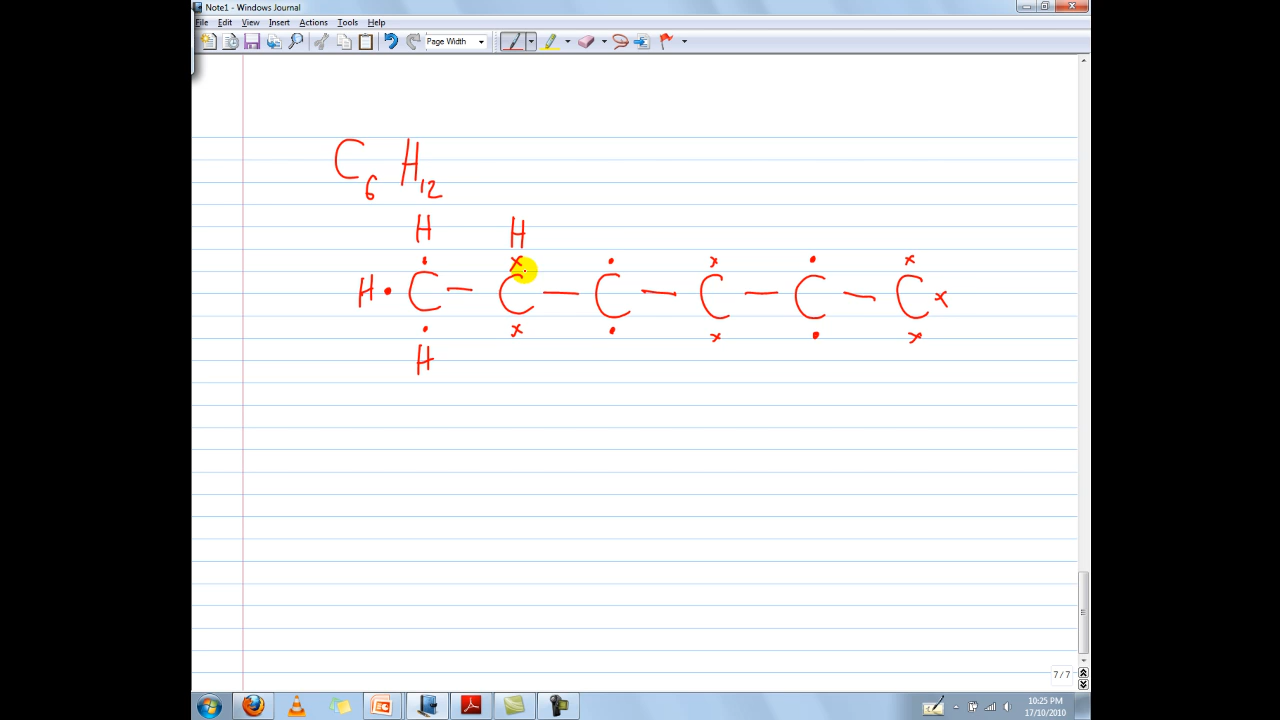 Note1 - Windows Journal
File Edit View Insert Actions Tools Help
Page Width
C6 H12
H H
H • C — C — C — C — C — C x
H
7 / 7
10:25 PM
17/10/2010